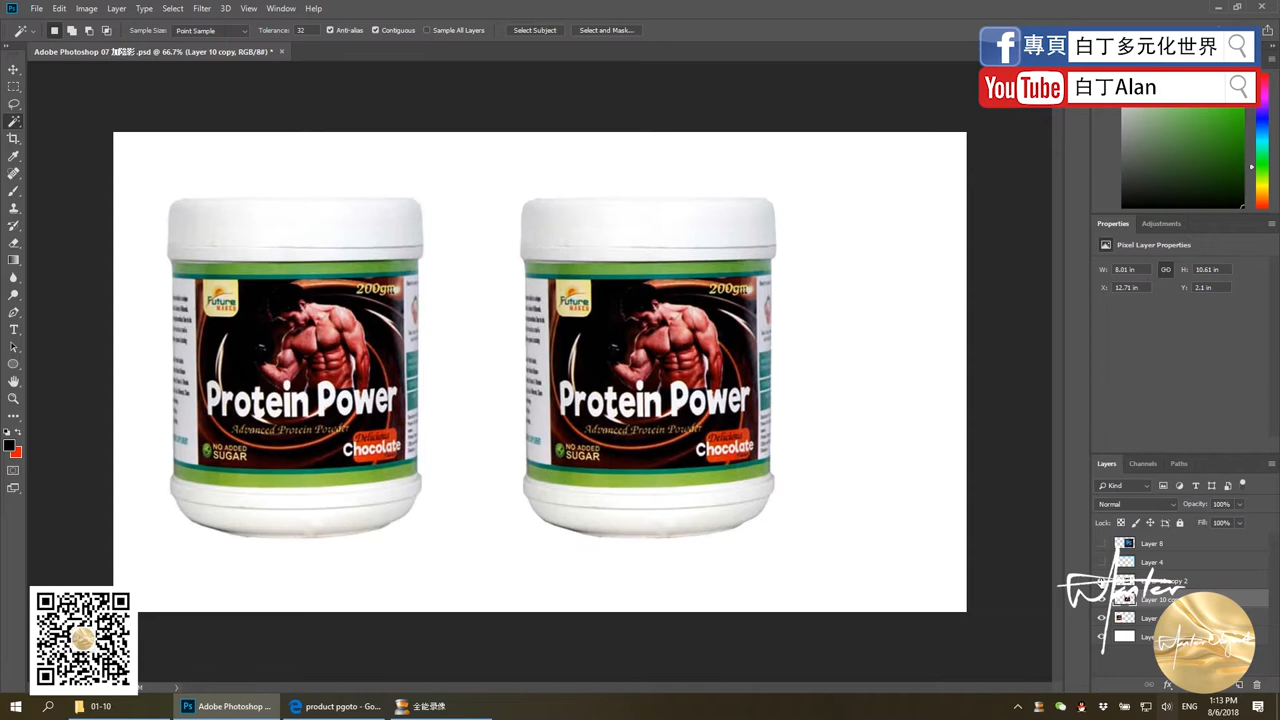 File Edit Image Layer Type Select Filter 3D View Window Help
Sample Size: Point Sample Tolerance: 32 Anti-alias Contiguous Sample All Layers Select Subject Select and Mask...
Adobe Photoshop 07 加陰影.psd @ 66.7% (Layer 10 copy, RGB/8#) *
專頁 白丁多元化世界
YouTube 白丁Alan
Future
MAKER
200gm
Protein Power
Advanced Protein Powder
NO ADDED
SUGAR
Delicious
Chocolate
Future
MAKER
200gm
Protein Power
Advanced Protein Powder
NO ADDED
SUGAR
Delicious
Chocolate
Properties Adjustments
Pixel Layer Properties
W: 8.01 in H: 10.61 in
X: 12.71 in Y: 2.1 in
Layers Channels Paths
Kind
Normal Opacity: 100%
Lock: Fill: 100%
Layer 8
Layer 4
copy 2
Layer 10
01-10
Adobe Photoshop ...
product pgoto - Go...
全能錄像
ENG
1:13 PM
8/6/2018